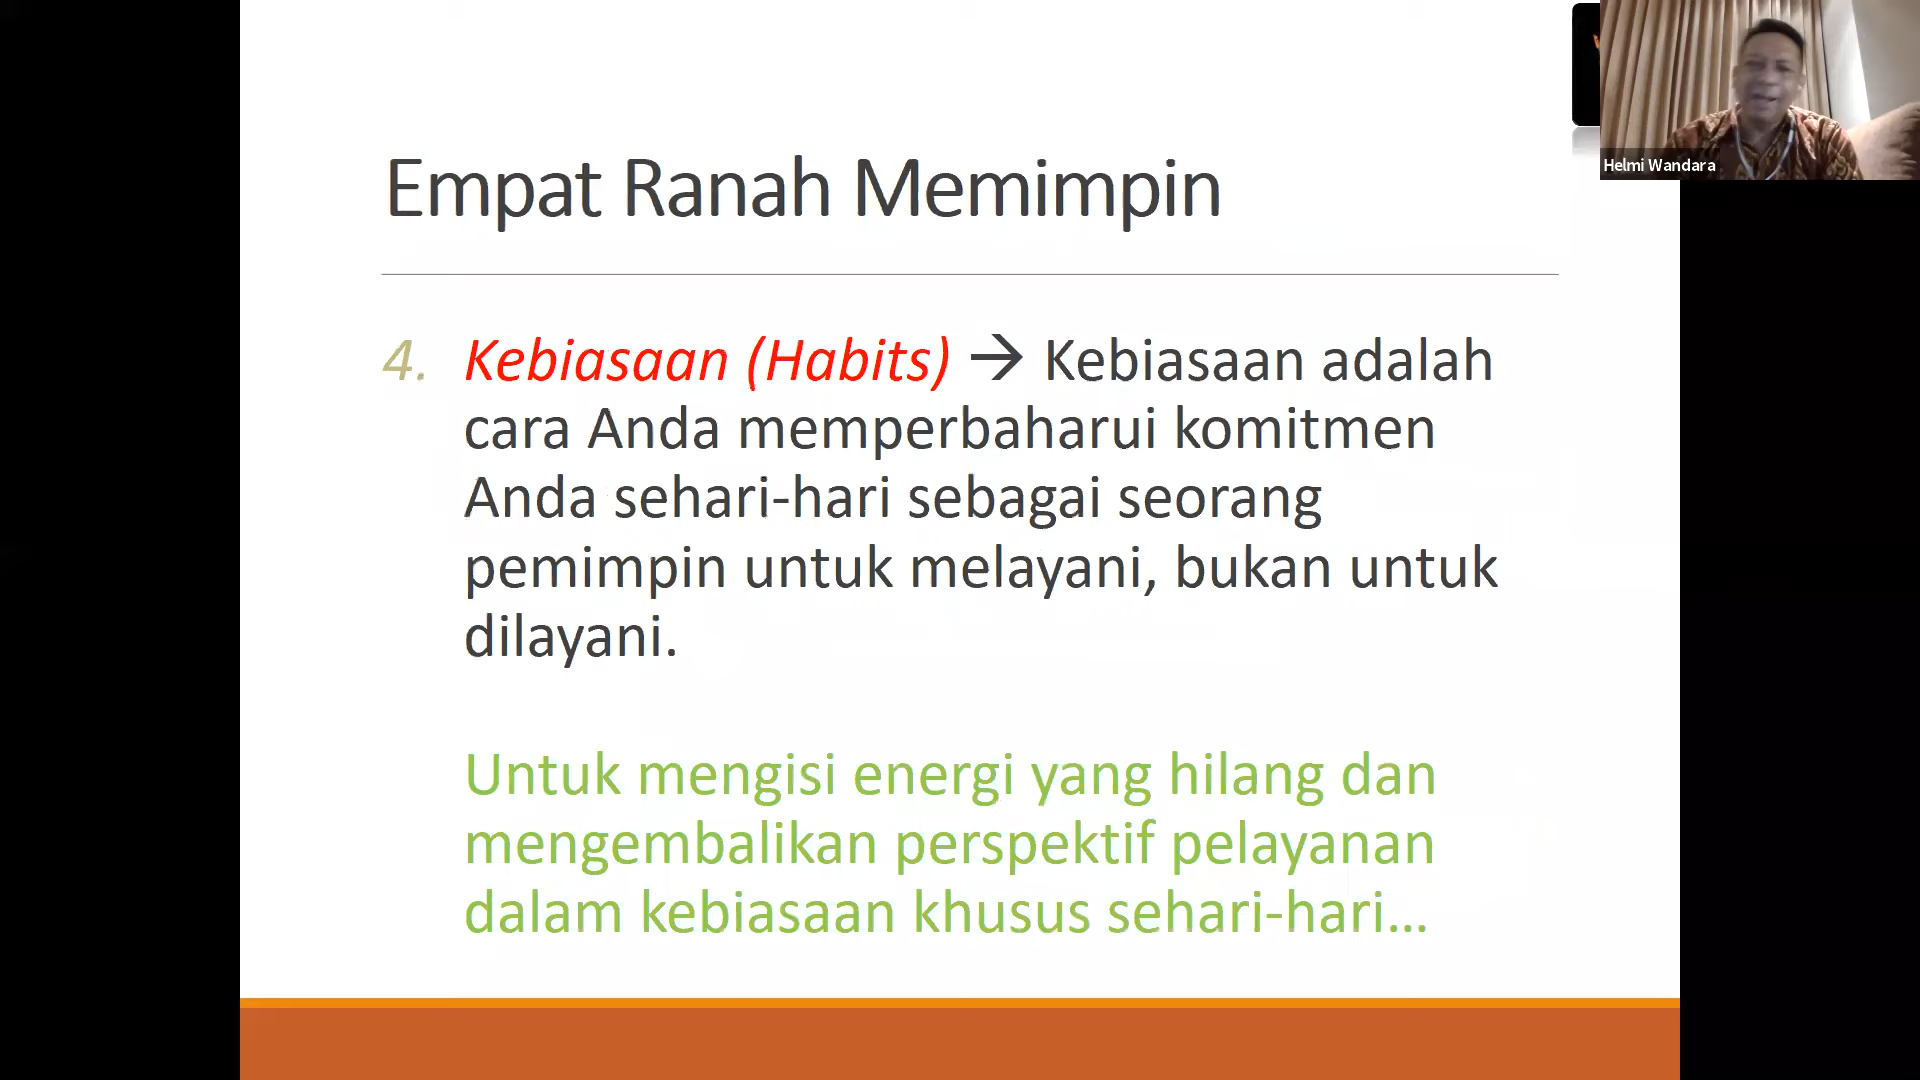 Empat Ranah Memimpin
4. Kebiasaan (Habits) → Kebiasaan adalah
cara Anda memperbaharui komitmen
Anda sehari-hari sebagai seorang
pemimpin untuk melayani, bukan untuk
dilayani.
Untuk mengisi energi yang hilang dan
mengembalikan perspektif pelayanan
dalam kebiasaan khusus sehari-hari...
Helmi Wandara